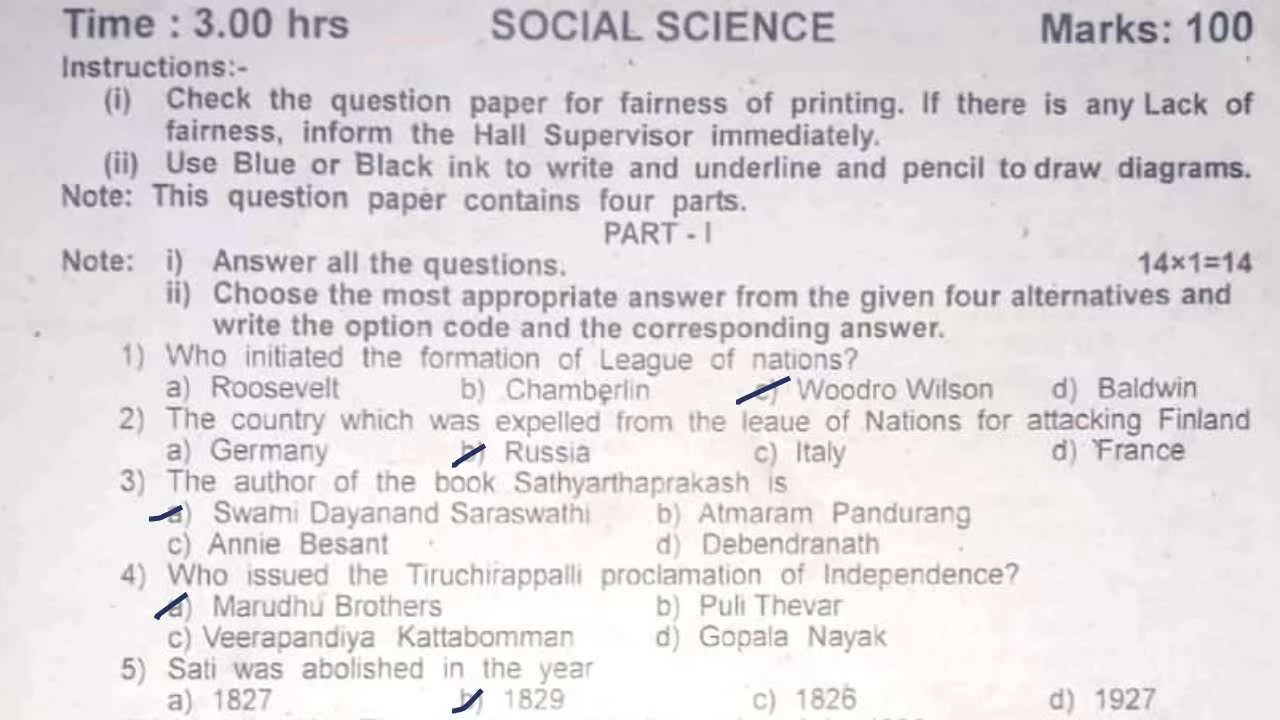 Time : 3.00 hrs SOCIAL SCIENCE Marks: 100
Instructions:-
(i) Check the question paper for fairness of printing. If there is any Lack of
fairness, inform the Hall Supervisor immediately.
(ii) Use Blue or Black ink to write and underline and pencil to draw diagrams.
Note: This question paper contains four parts.
PART - I
Note: i) Answer all the questions. 14×1=14
ii) Choose the most appropriate answer from the given four alternatives and
write the option code and the corresponding answer.
1) Who initiated the formation of League of nations?
a) Roosevelt b) Chamberlin c) Woodro Wilson d) Baldwin
2) The country which was expelled from the leaue of Nations for attacking Finland
a) Germany b) Russia c) Italy d) France
3) The author of the book Sathyarthaprakash is
a) Swami Dayanand Saraswathi b) Atmaram Pandurang
c) Annie Besant d) Debendranath
4) Who issued the Tiruchirappalli proclamation of Independence?
a) Marudhu Brothers b) Puli Thevar
c) Veerapandiya Kattabomman d) Gopala Nayak
5) Sati was abolished in the year
a) 1827 b) 1829 c) 1826 d) 1927